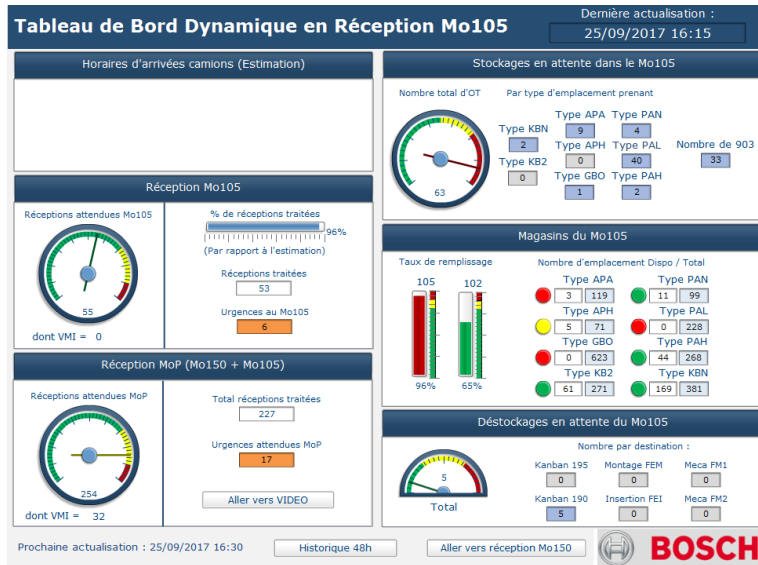 Tableau de Bord Dynamique en Réception Mo105
Dernière actualisation :
25/09/2017 16:15
Horaires d'arrivées camions (Estimation)
Réception Mo105
Réceptions attendues Mo105
55
dont VMI = 0
% de réceptions traitées
96%
(Par rapport à l'estimation)
Réceptions traitées
53
Urgences au Mo105
6
Réception MoP (Mo150 + Mo105)
Réceptions attendues MoP
254
dont VMI = 32
Total réceptions traitées
227
Urgences attendues MoP
17
Aller vers VIDEO
Stockages en attente dans le Mo105
Nombre total d'OT
63
Par type d'emplacement prenant
Type APA Type PAN
Type KBN
9 4
2
Type APH Type PAL
Nombre de 903
0 40
33
Type KB2
0
Type GBO Type PAH
1 2
Magasins du Mo105
Taux de remplissage
105 102
96% 65%
Nombre d'emplacement Dispo / Total
Type APA Type PAN
3 119 11 99
Type APH Type PAL
5 71 0 228
Type GBO Type PAH
0 623 44 268
Type KB2 Type KBN
61 271 169 381
Déstockages en attente du Mo105
5
Total
Nombre par destination :
Kanban 195 Montage FEM Meca FM1
0 0 0
Kanban 190 Insertion FEI Meca FM2
5 0 0
Prochaine actualisation : 25/09/2017 16:30
Historique 48h
Aller vers réception Mo150
BOSCH